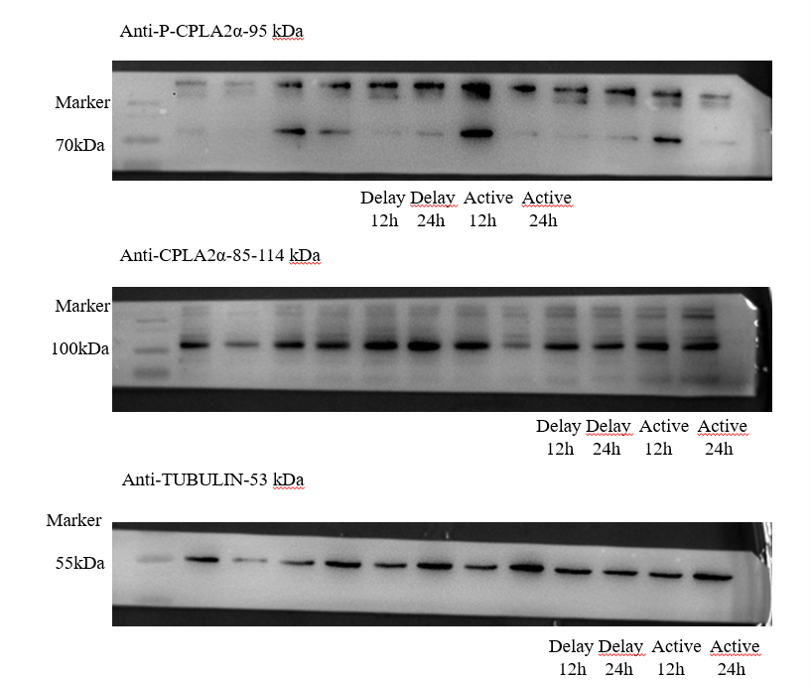 Anti-P-CPLA2α-95 kDa
Marker
70kDa
Delay Delay Active Active
12h 24h 12h 24h
Anti-CPLA2α-85-114 kDa
Marker
100kDa
Delay Delay Active Active
12h 24h 12h 24h
Anti-TUBULIN-53 kDa
Marker
55kDa
Delay Delay Active Active
12h 24h 12h 24h